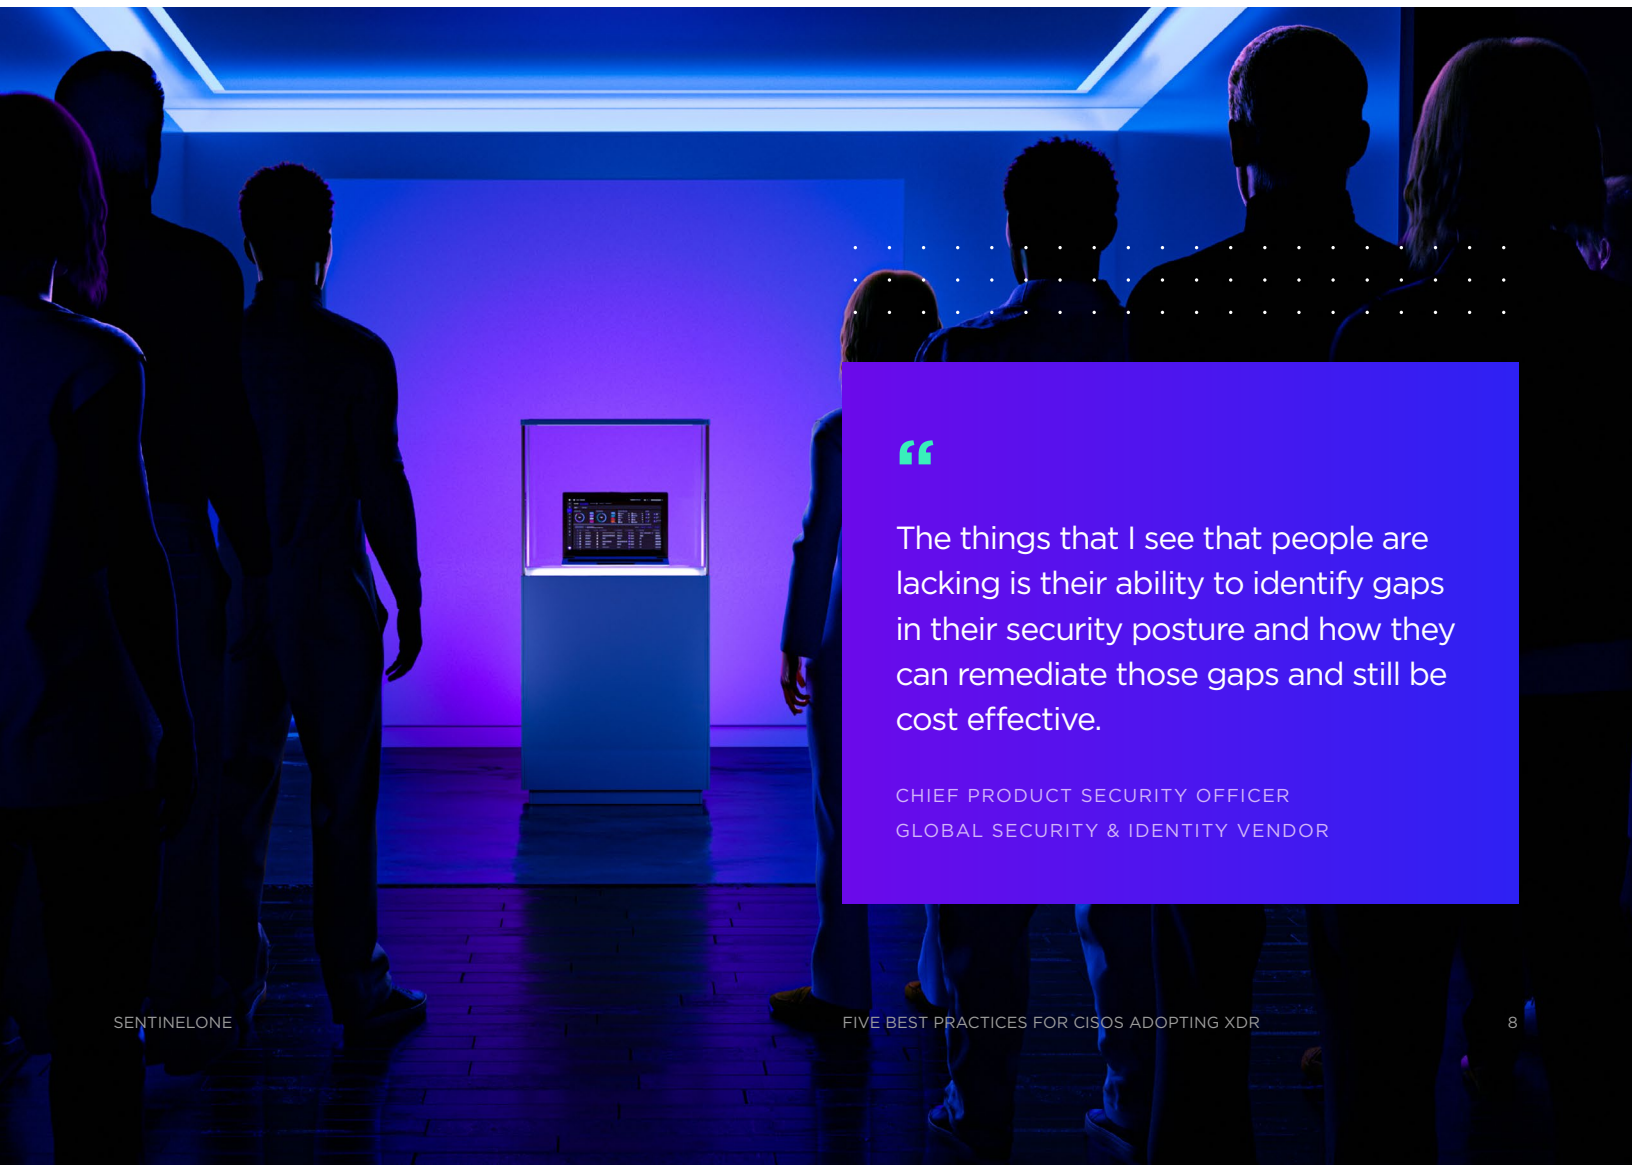 “
The things that I see that people are
lacking is their ability to identify gaps
in their security posture and how they
can remediate those gaps and still be
cost effective.
CHIEF PRODUCT SECURITY OFFICER
GLOBAL SECURITY & IDENTITY VENDOR
SENTINELONE
FIVE BEST PRACTICES FOR CISOS ADOPTING XDR
8